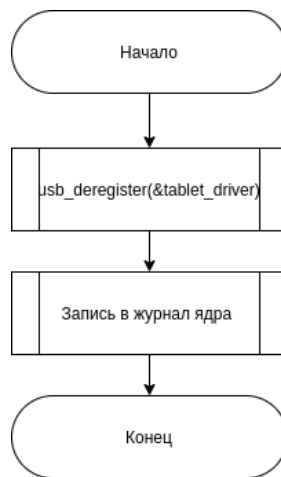 Начало
usb_deregister(&tablet_driver)
Запись в журнал ядра
Конец